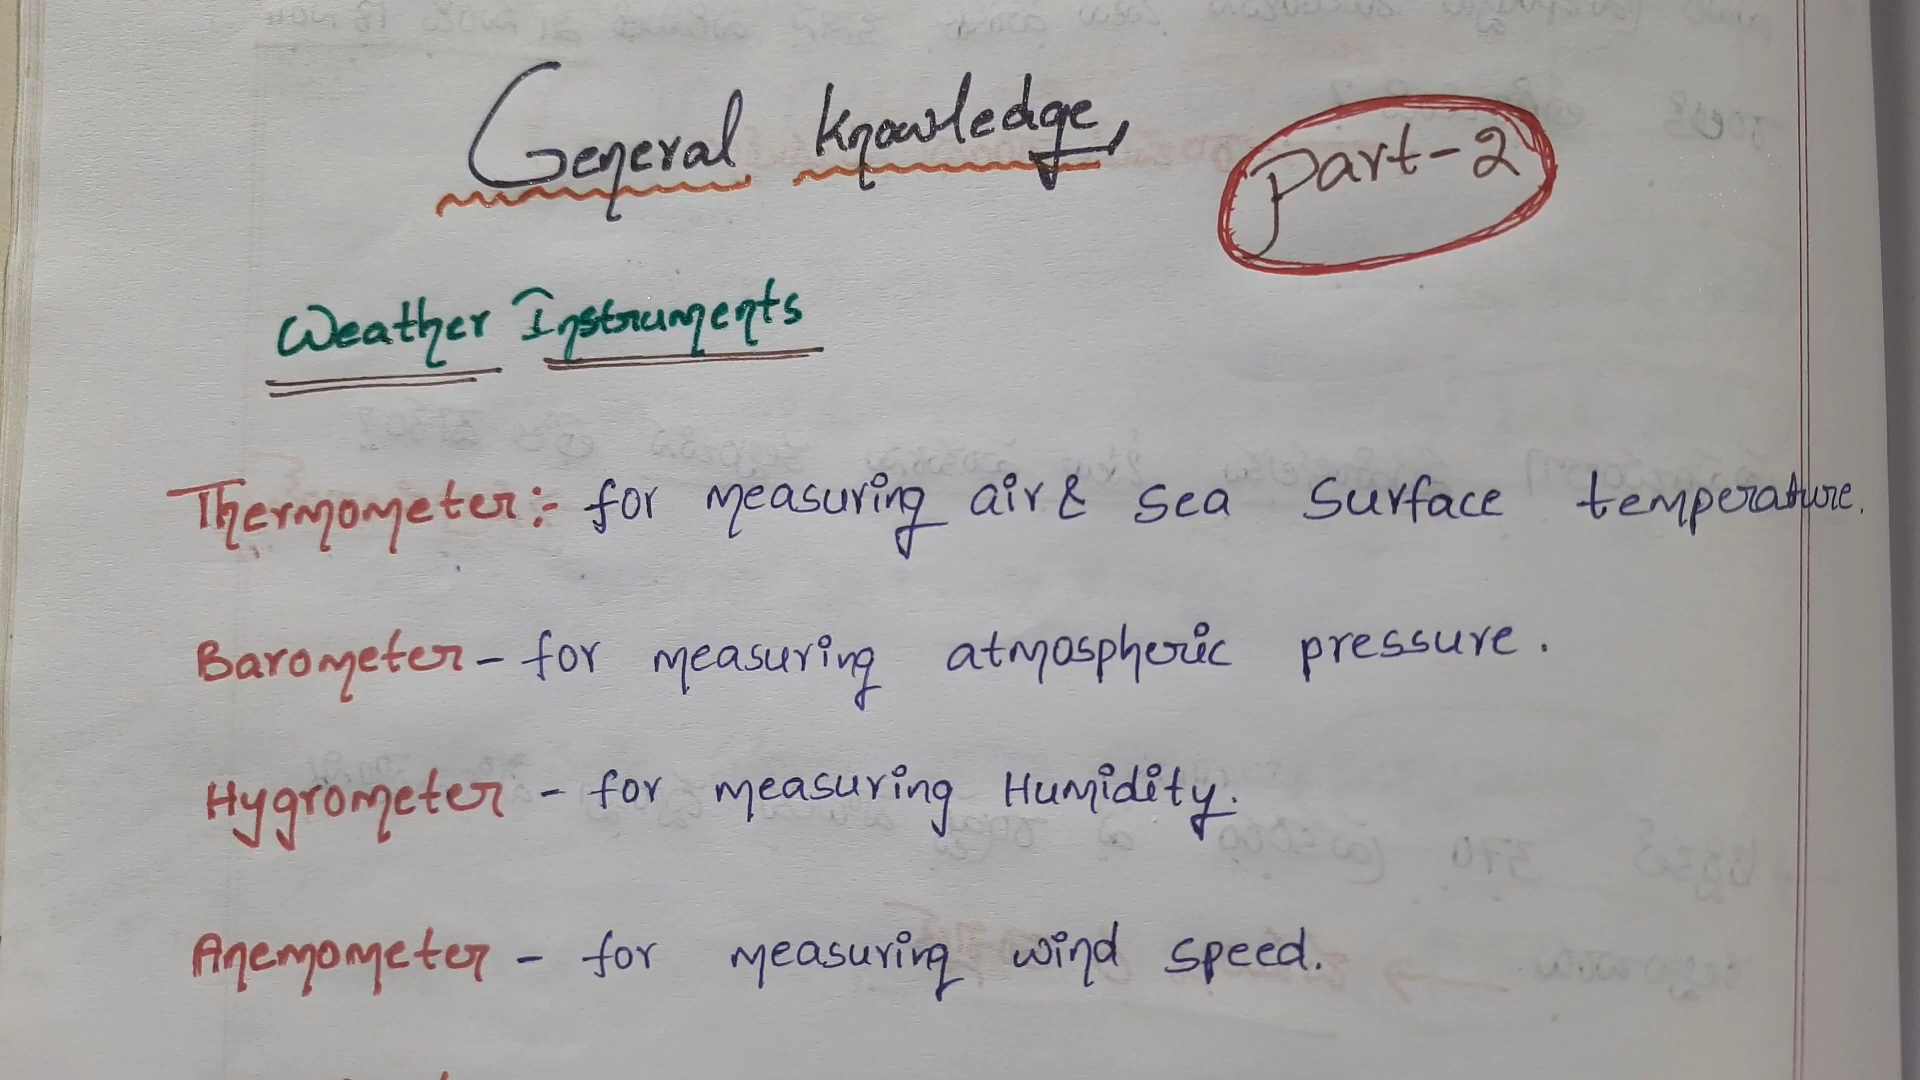 General Knowledge,
Part-2
Weather Instruments
Thermometer:- for measuring air & sea surface temperature.
Barometer - for measuring atmospheric pressure.
Hygrometer - for measuring Humidity.
Anemometer - for measuring wind speed.